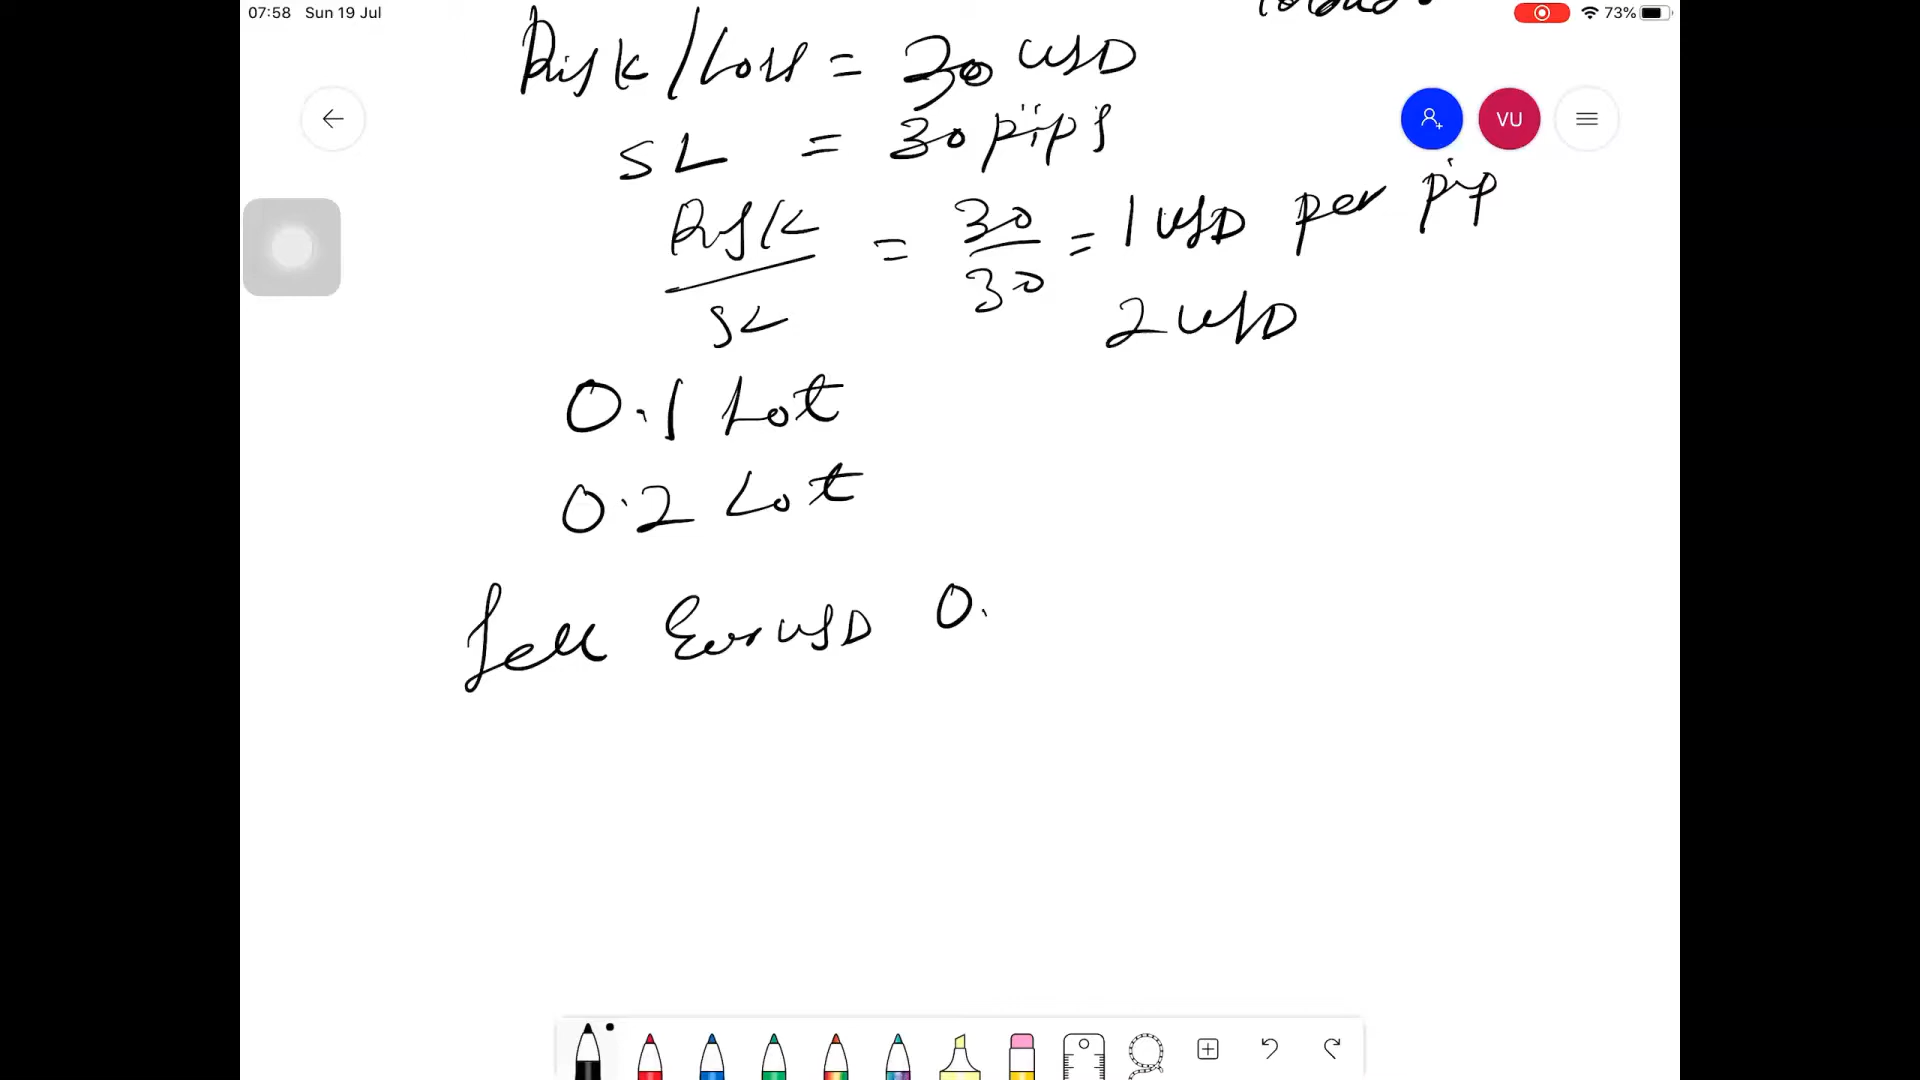 07:58 Sun 19 Jul 73%
Risk/Loss = 30 USD
SL = 30 pips
VU
Risk = 30 = 1 USD per pip
SL 30 2 USD
0.1 Lot
0.2 Lot
Sell EurUSD 0.